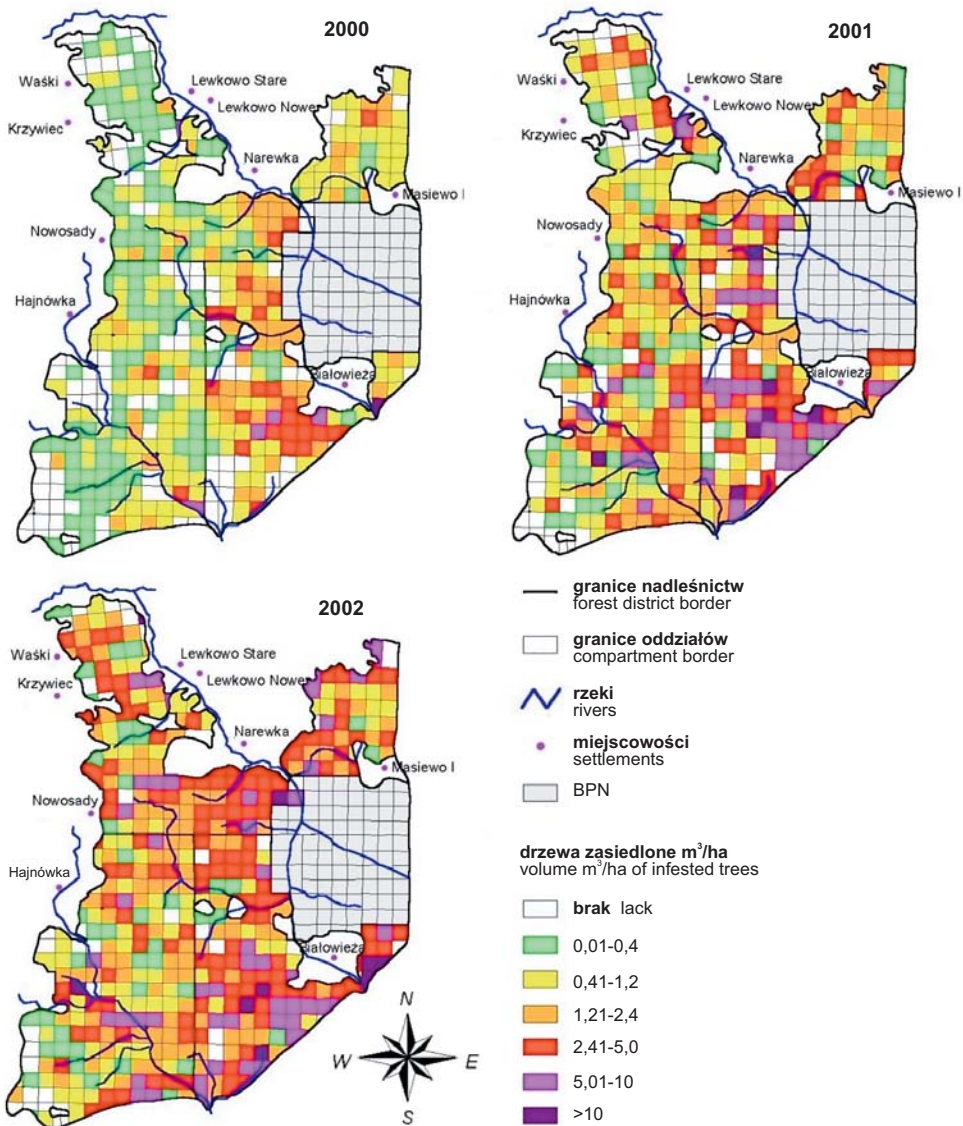 2000
Waśki
Lewkowo Stare
Lewkowo Nowe
Krzywiec
Narewka
Masiewo I
Nowosady
Hajnówka
Białowieża
2001
Waśki
Lewkowo Stare
Lewkowo Nowe
Krzywiec
Narewka
Masiewo I
Nowosady
Hajnówka
Białowieża
2002
Waśki
Lewkowo Stare
Lewkowo Nowe
Krzywiec
Narewka
Masiewo I
Nowosady
Hajnówka
Białowieża
N
W E
S
granice nadleśnictw
forest district border
granice oddziałów
compartment border
rzeki
rivers
miejscowości
settlements
BPN
drzewa zasiedlone m³/ha
volume m³/ha of infested trees
brak lack
0,01-0,4
0,41-1,2
1,21-2,4
2,41-5,0
5,01-10
>10